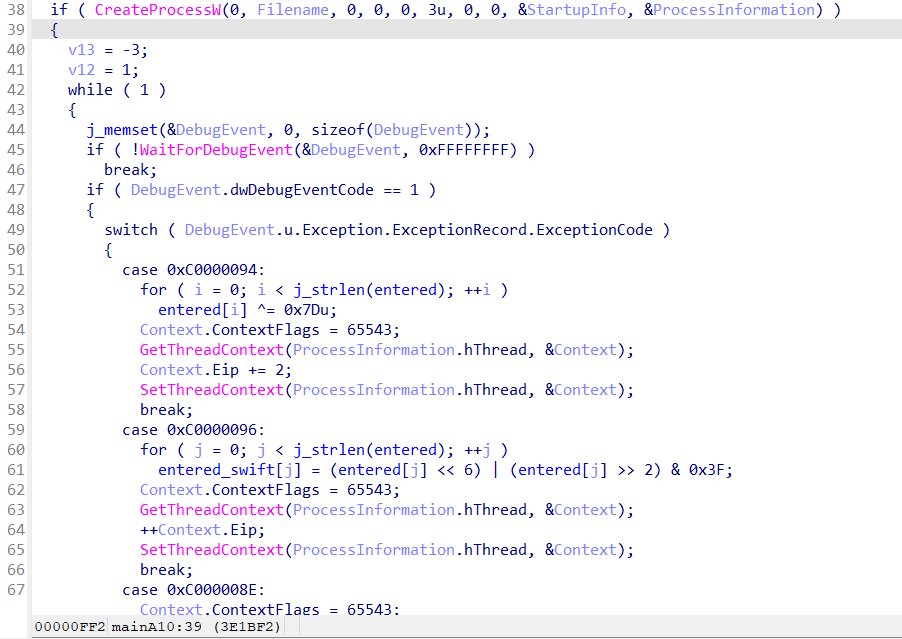 38 if ( CreateProcessW(0, Filename, 0, 0, 0, 3u, 0, 0, &StartupInfo, &ProcessInformation) )
39 {
40 v13 = -3;
41 v12 = 1;
42 while ( 1 )
43 {
44 j_memset(&DebugEvent, 0, sizeof(DebugEvent));
45 if ( !WaitForDebugEvent(&DebugEvent, 0xFFFFFFFF) )
46 break;
47 if ( DebugEvent.dwDebugEventCode == 1 )
48 {
49 switch ( DebugEvent.u.Exception.ExceptionRecord.ExceptionCode )
50 {
51 case 0xC0000094:
52 for ( i = 0; i < j_strlen(entered); ++i )
53 entered[i] ^= 0x7Du;
54 Context.ContextFlags = 65543;
55 GetThreadContext(ProcessInformation.hThread, &Context);
56 Context.Eip += 2;
57 SetThreadContext(ProcessInformation.hThread, &Context);
58 break;
59 case 0xC0000096:
60 for ( j = 0; j < j_strlen(entered); ++j )
61 entered_swift[j] = (entered[j] << 6) | (entered[j] >> 2) & 0x3F;
62 Context.ContextFlags = 65543;
63 GetThreadContext(ProcessInformation.hThread, &Context);
64 ++Context.Eip;
65 SetThreadContext(ProcessInformation.hThread, &Context);
66 break;
67 case 0xC000008E:
Context.ContextFlags = 65543;
00000FF2 mainA10:39 (3E1BF2)